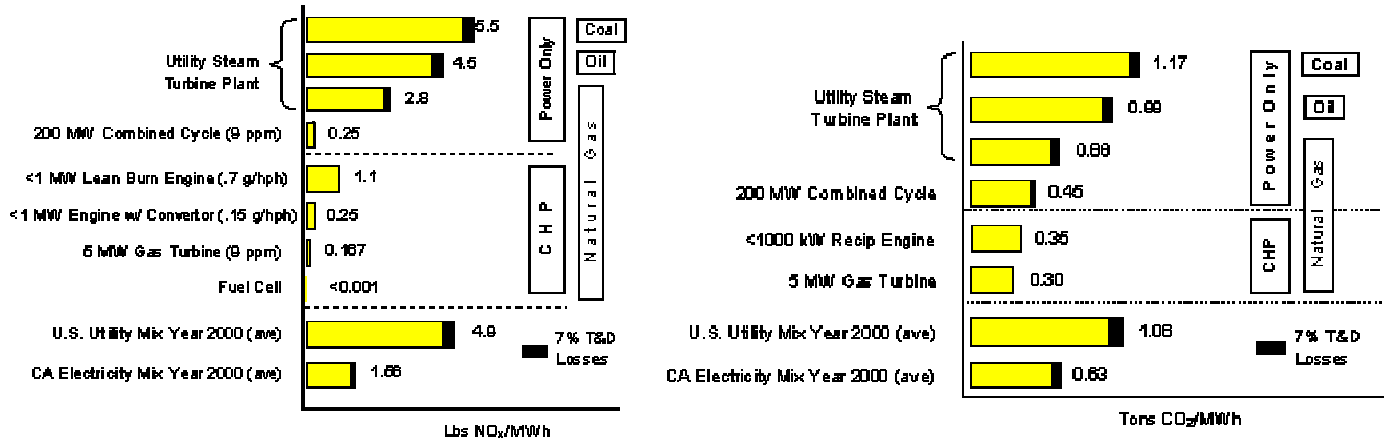 Utility Steam
Turbine Plant
5.5
4.5
2.8
200 MW Combined Cycle (9 ppm)
0.25
<1 MW Lean Burn Engine (.7 g/hph)
1.1
<1 MW Engine w/ Convertor (.15 g/hph)
0.25
5 MW Gas Turbine (9 ppm)
0.167
Fuel Cell
<0.001
U.S. Utility Mix Year 2000 (ave)
4.9
CA Electricity Mix Year 2000 (ave)
1.66
Power Only
CHP
Coal
Oil
Natural Gas
7% T&D
Losses
Lbs NOx/MWh
Utility Steam
Turbine Plant
1.17
0.99
200 MW Combined Cycle
0.45
<1000 kW Recip Engine
0.35
5 MW Gas Turbine
0.30
U.S. Utility Mix Year 2000 (ave)
1.06
CA Electricity Mix Year 2000 (ave)
0.63
Power Only
CHP
Coal
Oil
Natural Gas
7% T&D
Losses
Tons CO2/MWh